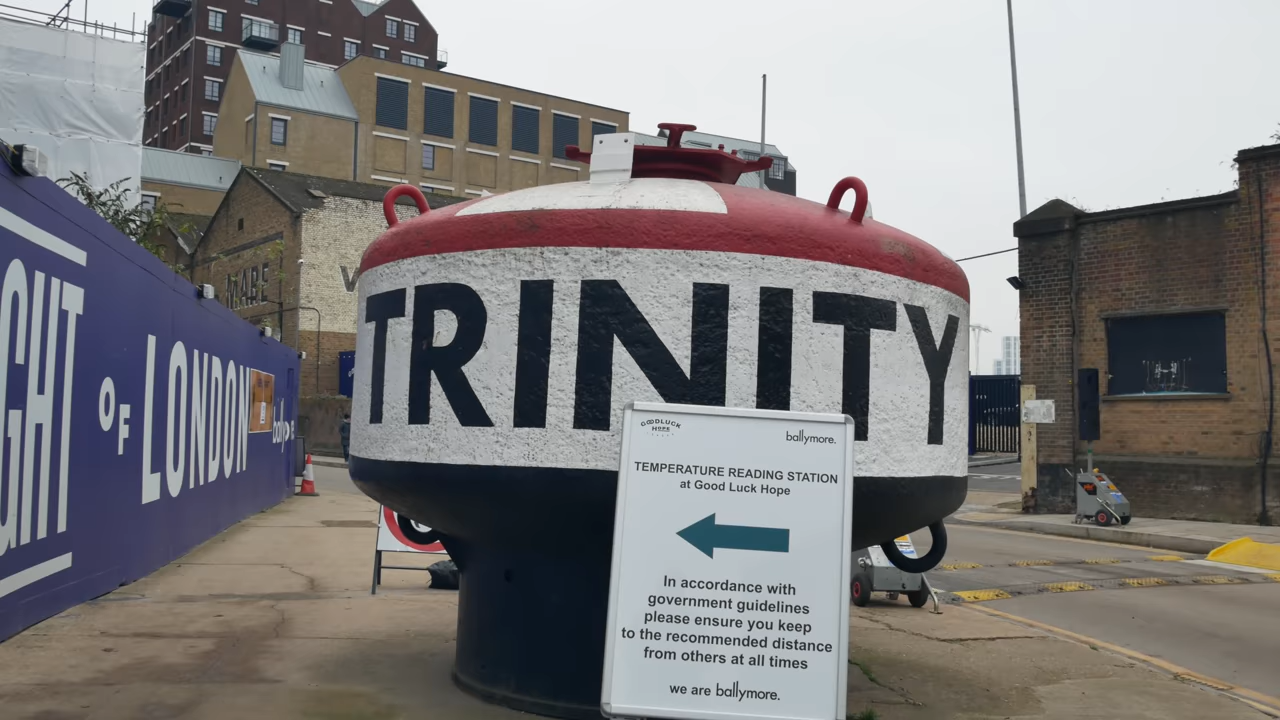 GHT
OF
LONDON
TRINITY
GOODLUCK
HOPE
ballymore.
TEMPERATURE READING STATION
at Good Luck Hope
In accordance with
government guidelines
please ensure you keep
to the recommended distance
from others at all times
we are ballymore.